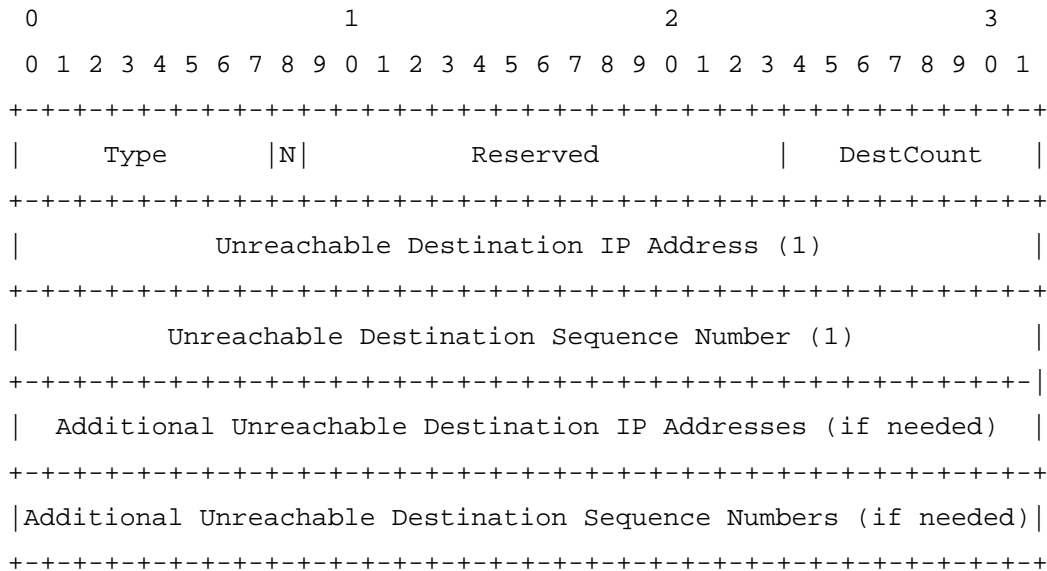 0                   1                   2                   3
0 1 2 3 4 5 6 7 8 9 0 1 2 3 4 5 6 7 8 9 0 1 2 3 4 5 6 7 8 9 0 1
+-+-+-+-+-+-+-+-+-+-+-+-+-+-+-+-+-+-+-+-+-+-+-+-+-+-+-+-+-+-+-+-+
|     Type      |N|          Reserved           |   DestCount   |
+-+-+-+-+-+-+-+-+-+-+-+-+-+-+-+-+-+-+-+-+-+-+-+-+-+-+-+-+-+-+-+-+
|            Unreachable Destination IP Address (1)             |
+-+-+-+-+-+-+-+-+-+-+-+-+-+-+-+-+-+-+-+-+-+-+-+-+-+-+-+-+-+-+-+-+
|         Unreachable Destination Sequence Number (1)           |
+-+-+-+-+-+-+-+-+-+-+-+-+-+-+-+-+-+-+-+-+-+-+-+-+-+-+-+-+-+-+-+-|
|  Additional Unreachable Destination IP Addresses (if needed)  |
+-+-+-+-+-+-+-+-+-+-+-+-+-+-+-+-+-+-+-+-+-+-+-+-+-+-+-+-+-+-+-+-+
|Additional Unreachable Destination Sequence Numbers (if needed)|
+-+-+-+-+-+-+-+-+-+-+-+-+-+-+-+-+-+-+-+-+-+-+-+-+-+-+-+-+-+-+-+-+